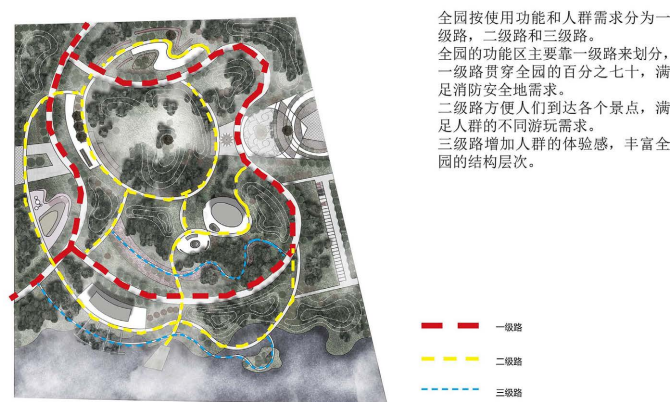 全园按使用功能和人群需求分为一
级路，二级路和三级路。
全园的功能区主要靠一级路来划分，
一级路贯穿全园的百分之七十，满
足消防安全地需求。
二级路方便人们到达各个景点，满
足人群的不同游玩需求。
三级路增加人群的体验感，丰富全
园的结构层次。
一级路
二级路
三级路